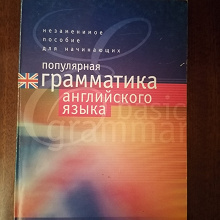 незаменимое
пособие
для начинающих
популярная
грамматика
английского
языка
basic
Grammar